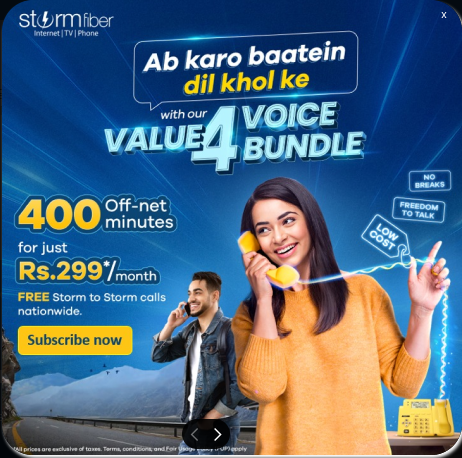 stormfiber
Internet | TV | Phone
X
Ab karo baatein
dil khol ke
with our
VALUE 4 VOICE
BUNDLE
NO
BREAKS
FREEDOM
TO TALK
LOW
COST
400 Off-net
minutes
for just
Rs.299*/month
FREE Storm to Storm calls
nationwide.
Subscribe now
*All prices are exclusive of taxes. Terms, conditions, and Fair Usage Policy (FUP) apply